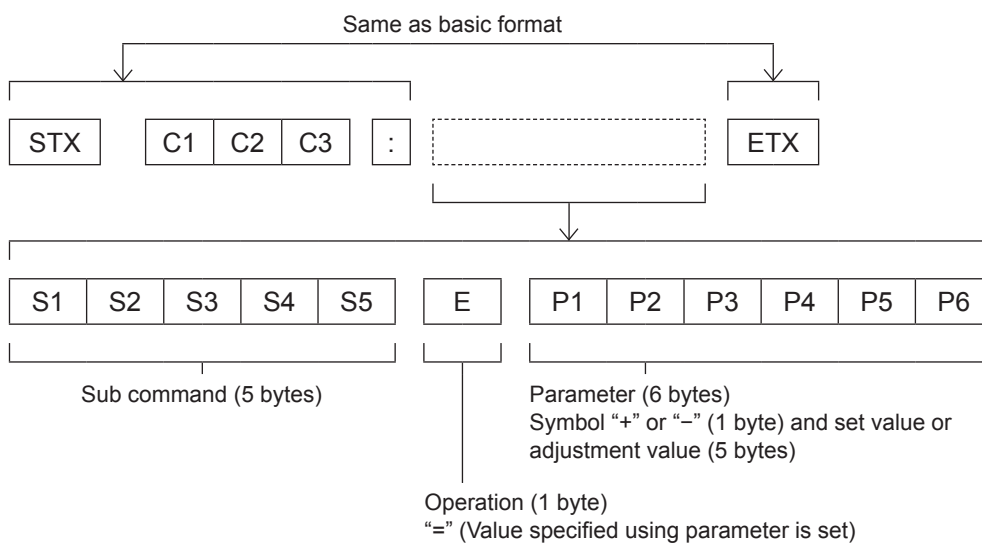 Same as basic format
STX C1 C2 C3 : ETX
S1 S2 S3 S4 S5 E P1 P2 P3 P4 P5 P6
Sub command (5 bytes)
Parameter (6 bytes)
Symbol “+” or “−” (1 byte) and set value or
adjustment value (5 bytes)
Operation (1 byte)
“=” (Value specified using parameter is set)